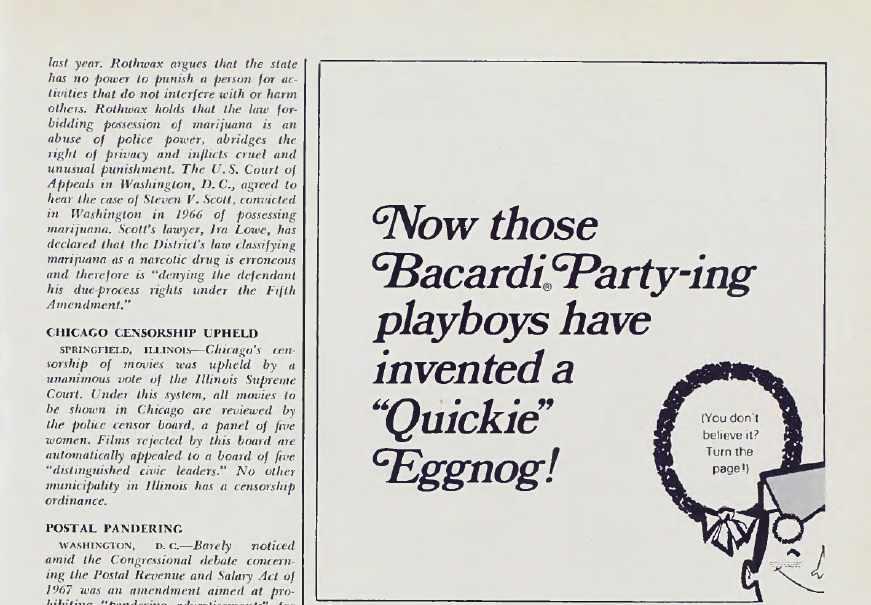 last year. Rothwax argues that the state
has no power to punish a person for ac-
tivities that do not interfere with or harm
others. Rothwax holds that the law for-
bidding possession of marijuana is an
abuse of police power, abridges the
right of privacy and inflicts cruel and
unusual punishment. The U. S. Court of
Appeals in Washington, D. C., agreed to
hear the case of Steven V. Scott, convicted
in Washington in 1966 of possessing
marijuana. Scott's lawyer, Ira Lowe, has
declared that the District's law classifying
marijuana as a narcotic drug is erroneous
and therefore is "denying the defendant
his due-process rights under the Fifth
Amendment."
CHICAGO CENSORSHIP UPHELD
SPRINGFIELD, ILLINOIS—Chicago's cen-
sorship of movies was upheld by a
unanimous vote of the Illinois Supreme
Court. Under this system, all movies to
be shown in Chicago are reviewed by
the police censor board, a panel of five
women. Films rejected by this board are
automatically appealed to a board of five
"distinguished civic leaders." No other
municipality in Illinois has a censorship
ordinance.
POSTAL PANDERING
WASHINGTON, D. C.—Barely noticed
amid the Congressional debate concern-
ing the Postal Revenue and Salary Act of
1967 was an amendment aimed at pro-
hibiting "pandering advertisements" for
Now those
Bacardi® Party-ing
playboys have
invented a
"Quickie"
Eggnog!
(You don't
believe it?
Turn the
page!)